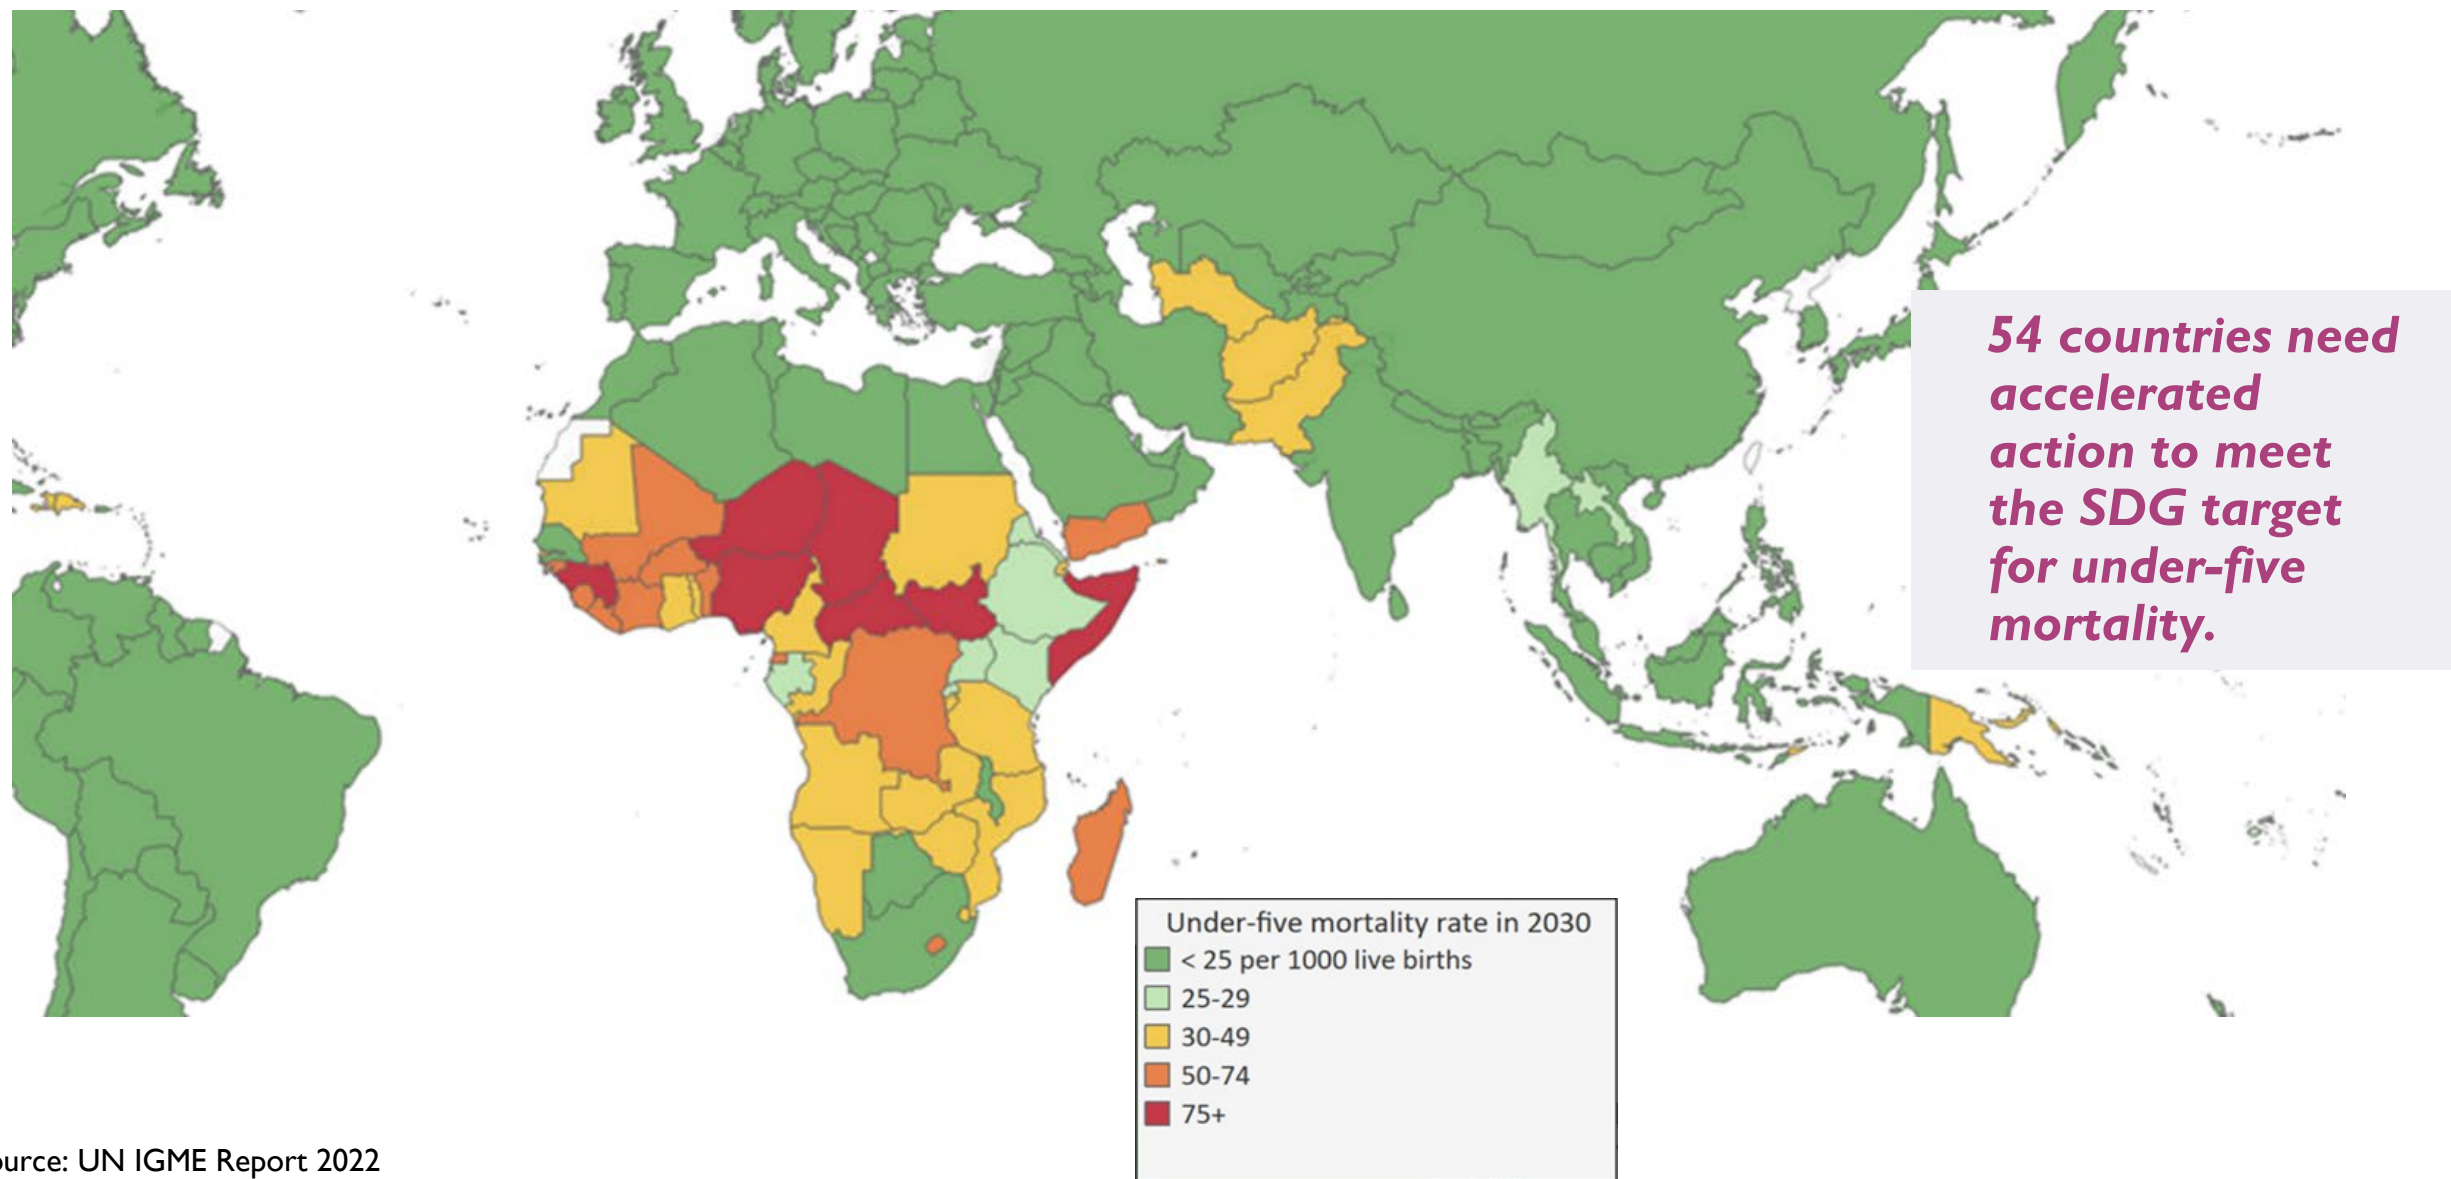 54 countries need
accelerated
action to meet
the SDG target
for under-five
mortality.
Under-five mortality rate in 2030
< 25 per 1000 live births
25-29
30-49
50-74
75+
ource: UN IGME Report 2022